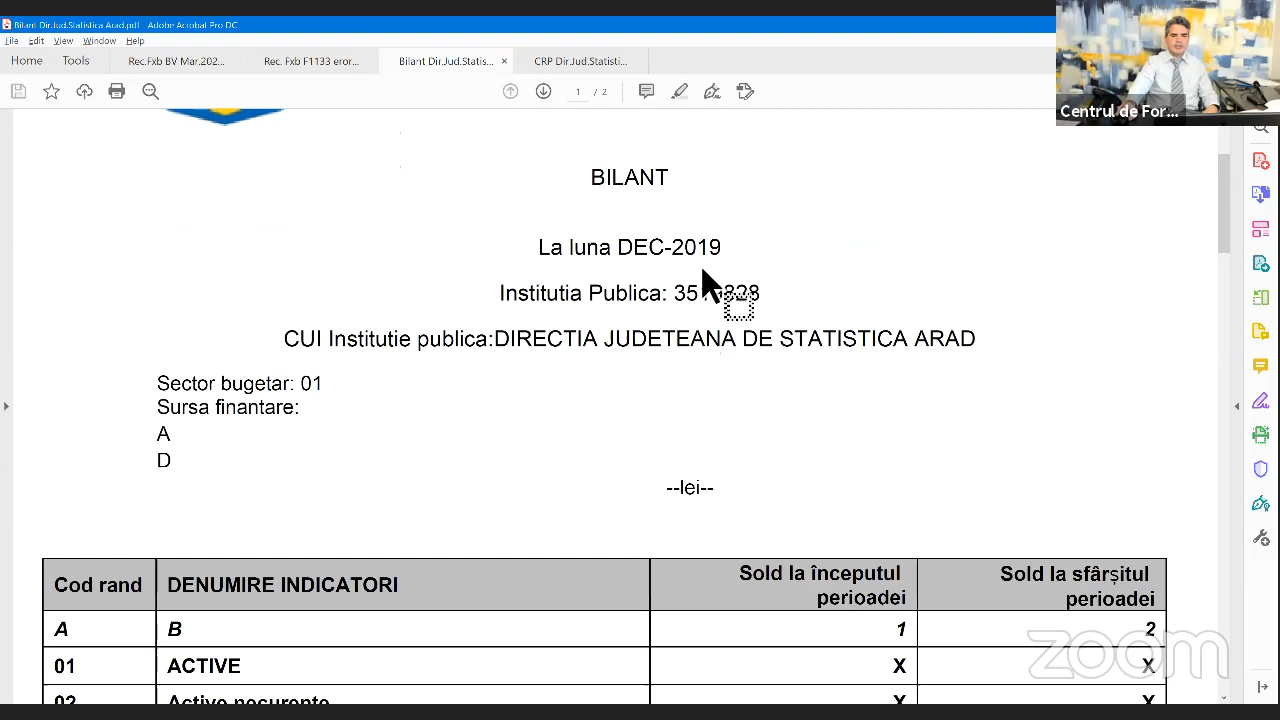 Bilant Dir.Jud.Statistica Arad.pdf - Adobe Acrobat Pro DC
File Edit View Window Help
Home Tools Rec.Fxb BV Mar.202... Rec. Fxb F1133 eror... Bilant Dir.Jud.Statis... × CRP Dir.Jud.Statisti...
1 / 2
Centrul de For...
BILANT
La luna DEC-2019
Institutia Publica:
CUI Institutie publica:DIRECTIA JUDETEANA DE STATISTICA ARAD
Sector bugetar: 01
Sursa finantare:
A
D
--lei--
Cod rand DENUMIRE INDICATORI Sold la începutul perioadei Sold la sfârșitul perioadei
A B 1 2
01 ACTIVE X X
02 Active necurente X X
zoom